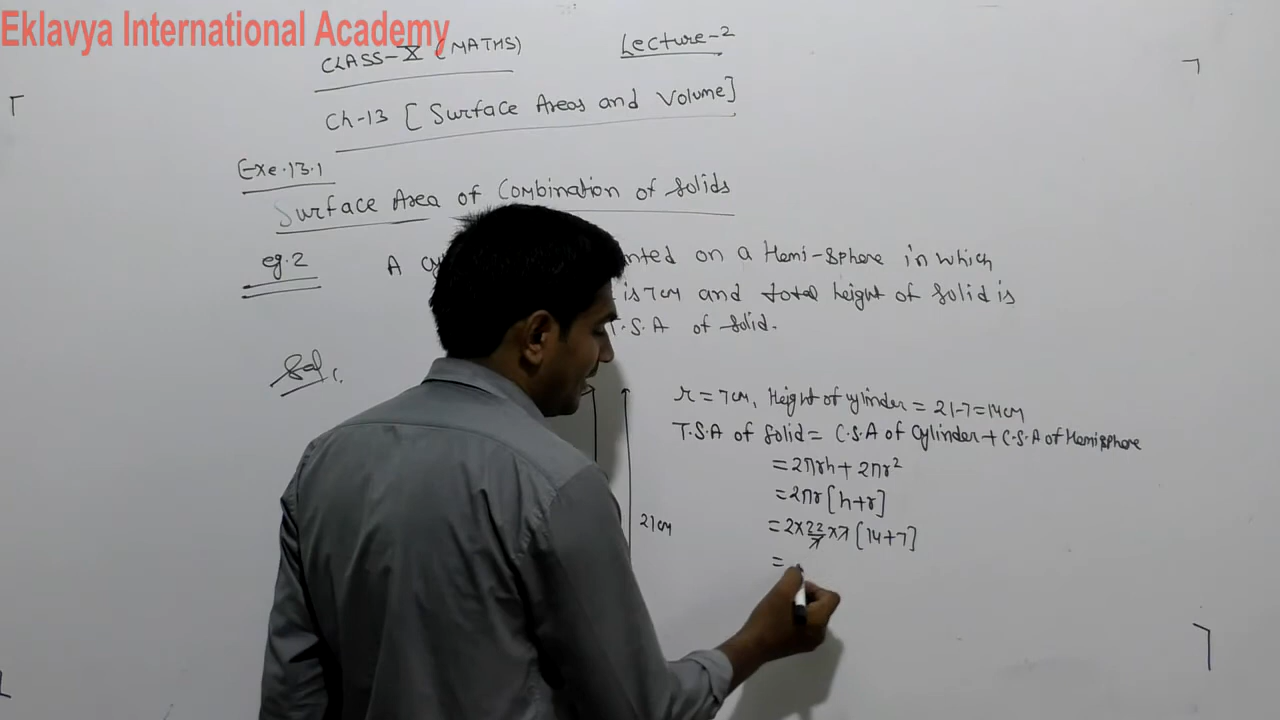 Eklavya International Academy
CLASS-X (MATHS) Lecture-2
Ch-13 [Surface Areas and Volume]
Exe.13.1
Surface Area of Combination of Solids
eg.2 A nted on a Hemi-Sphere in which
is 7cm and total height of Solid is
T.S.A of Solid.
Sol.
r = 7cm, Height of cylinder = 21-7=14cm
T.S.A of Solid = C.S.A of Cylinder + C.S.A of Hemisphere
= 2πrh + 2πr²
= 2πr [h+r]
21cm
= 2×22/7×7 [14+7]
=